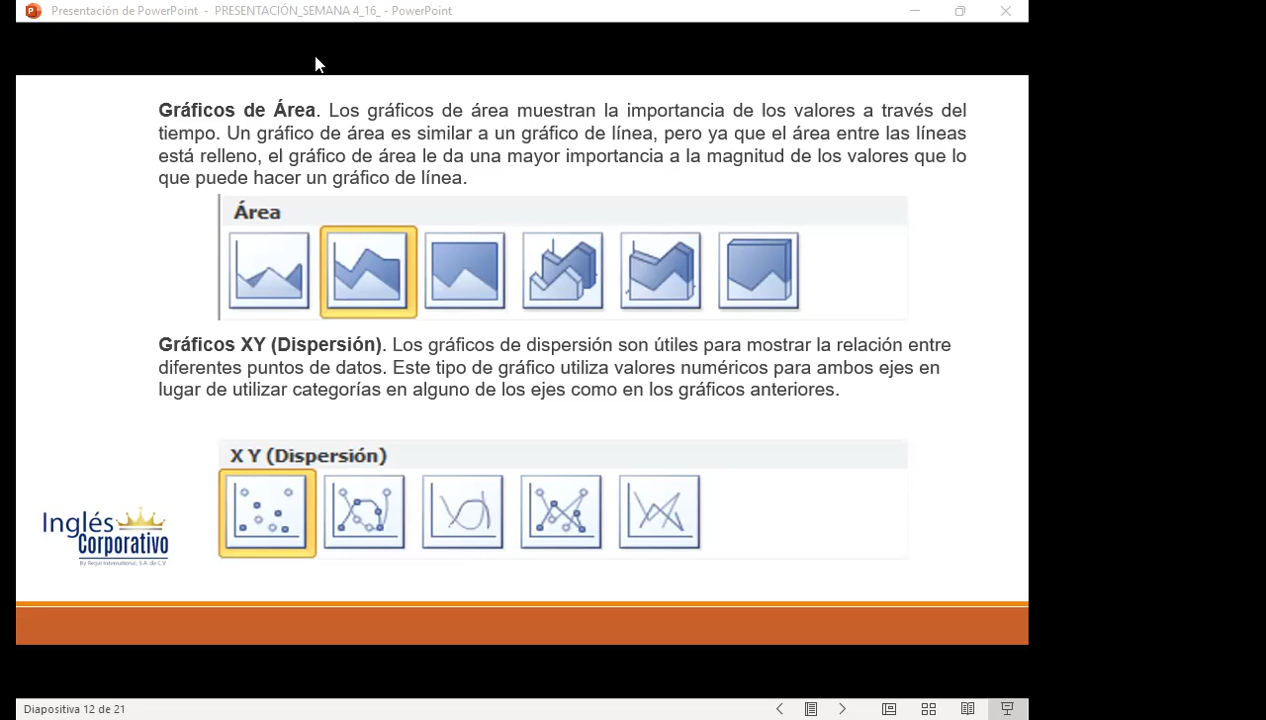 Presentación de PowerPoint - PRESENTACIÓN_SEMANA 4_16_ - PowerPoint
Gráficos de Área. Los gráficos de área muestran la importancia de los valores a través del
tiempo. Un gráfico de área es similar a un gráfico de línea, pero ya que el área entre las líneas
está relleno, el gráfico de área le da una mayor importancia a la magnitud de los valores que lo
que puede hacer un gráfico de línea.
Área
Gráficos XY (Dispersión). Los gráficos de dispersión son útiles para mostrar la relación entre
diferentes puntos de datos. Este tipo de gráfico utiliza valores numéricos para ambos ejes en
lugar de utilizar categorías en alguno de los ejes como en los gráficos anteriores.
X Y (Dispersión)
Inglés
Corporativo
By Requi International, S.A. de C.V.
Diapositiva 12 de 21